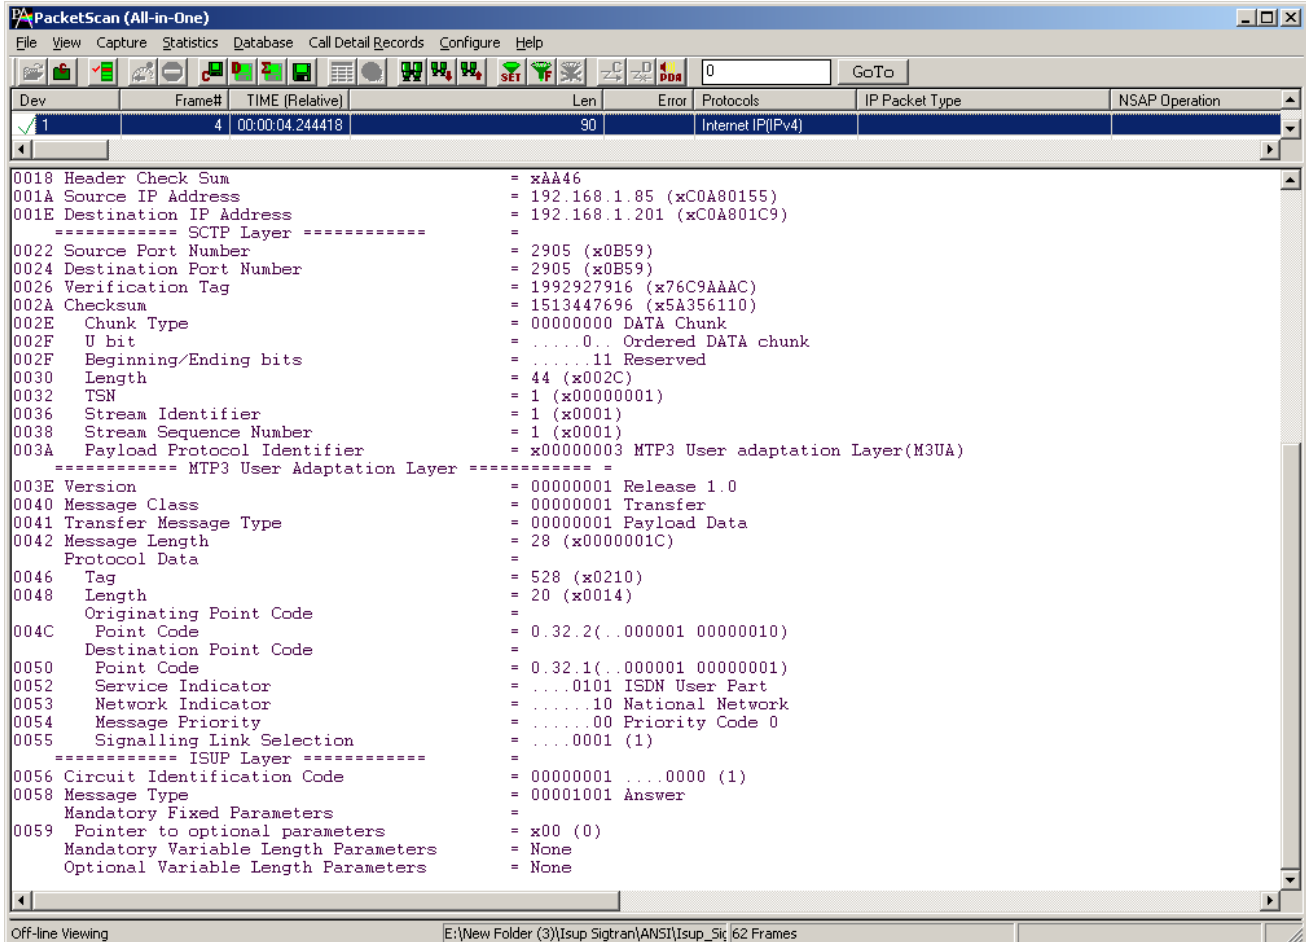 PacketScan (All-in-One)
File View Capture Statistics Database Call Detail Records Configure Help
SET F PDA 0 GoTo
Dev Frame# TIME (Relative) Len Error Protocols IP Packet Type NSAP Operation
1 4 00:00:04.244418 90 Internet IP(IPv4)
0018 Header Check Sum = xAA46
001A Source IP Address = 192.168.1.85 (xC0A80155)
001E Destination IP Address = 192.168.1.201 (xC0A801C9)
============ SCTP Layer ============ =
0022 Source Port Number = 2905 (x0B59)
0024 Destination Port Number = 2905 (x0B59)
0026 Verification Tag = 1992927916 (x76C9AAAC)
002A Checksum = 1513447696 (x5A356110)
002E Chunk Type = 00000000 DATA Chunk
002F U bit = .....0.. Ordered DATA chunk
002F Beginning/Ending bits = ......11 Reserved
0030 Length = 44 (x002C)
0032 TSN = 1 (x00000001)
0036 Stream Identifier = 1 (x0001)
0038 Stream Sequence Number = 1 (x0001)
003A Payload Protocol Identifier = x00000003 MTP3 User adaptation Layer(M3UA)
============ MTP3 User Adaptation Layer ============ =
003E Version = 00000001 Release 1.0
0040 Message Class = 00000001 Transfer
0041 Transfer Message Type = 00000001 Payload Data
0042 Message Length = 28 (x0000001C)
Protocol Data =
0046 Tag = 528 (x0210)
0048 Length = 20 (x0014)
Originating Point Code =
004C Point Code = 0.32.2(..000001 00000010)
Destination Point Code =
0050 Point Code = 0.32.1(..000001 00000001)
0052 Service Indicator = ....0101 ISDN User Part
0053 Network Indicator = ......10 National Network
0054 Message Priority = ......00 Priority Code 0
0055 Signalling Link Selection = ....0001 (1)
============ ISUP Layer ============ =
0056 Circuit Identification Code = 00000001 ....0000 (1)
0058 Message Type = 00001001 Answer
Mandatory Fixed Parameters =
0059 Pointer to optional parameters = x00 (0)
Mandatory Variable Length Parameters = None
Optional Variable Length Parameters = None
Off-line Viewing E:\New Folder (3)\Isup Sigtran\ANSI\Isup_Sig 62 Frames